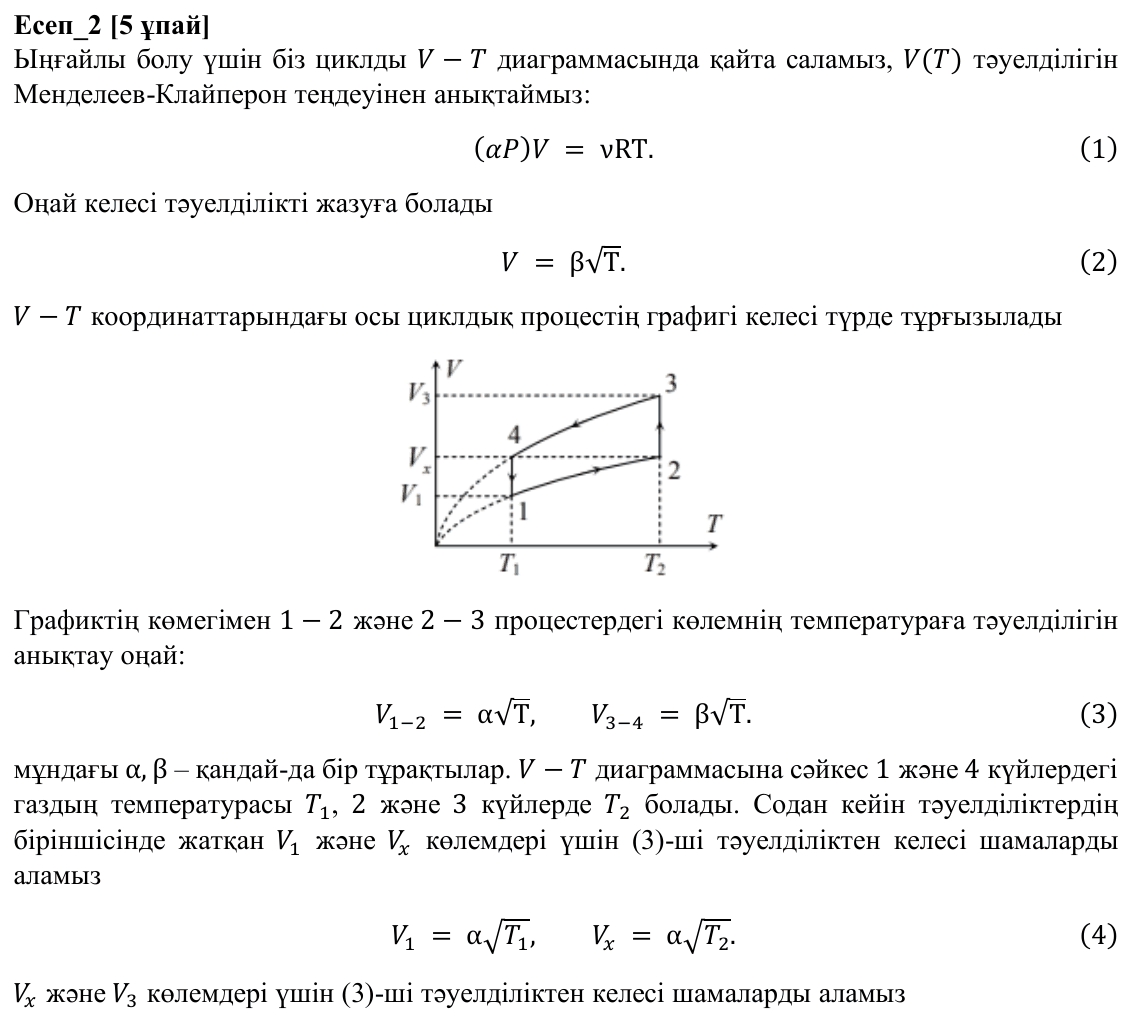 Есеп_2 [5 ұпай]
Ыңғайлы болу үшін біз циклды V − T диаграммасында қайта саламыз, V(T) тәуелділігін
Менделеев-Клайперон теңдеуінен анықтаймыз:
(αP)V = νRT. (1)
Оңай келесі тәуелділікті жазуға болады
V = β√T. (2)
V − T координаттарындағы осы циклдық процестің графигі келесі түрде тұрғызылады
V
V₃
3
4
Vₓ
2
V₁
1
T
T₁
T₂
Графиктің көмегімен 1 − 2 және 2 − 3 процестердегі көлемнің температураға тәуелділігін
анықтау оңай:
V₁₋₂ = α√T, V₃₋₄ = β√T. (3)
мұндағы α, β – қандай-да бір тұрақтылар. V − T диаграммасына сәйкес 1 және 4 күйлердегі
газдың температурасы T₁, 2 және 3 күйлерде T₂ болады. Содан кейін тәуелділіктердің
біріншісінде жатқан V₁ және Vₓ көлемдері үшін (3)-ші тәуелділіктен келесі шамаларды
аламыз
V₁ = α√T₁, Vₓ = α√T₂. (4)
Vₓ және V₃ көлемдері үшін (3)-ші тәуелділіктен келесі шамаларды аламыз